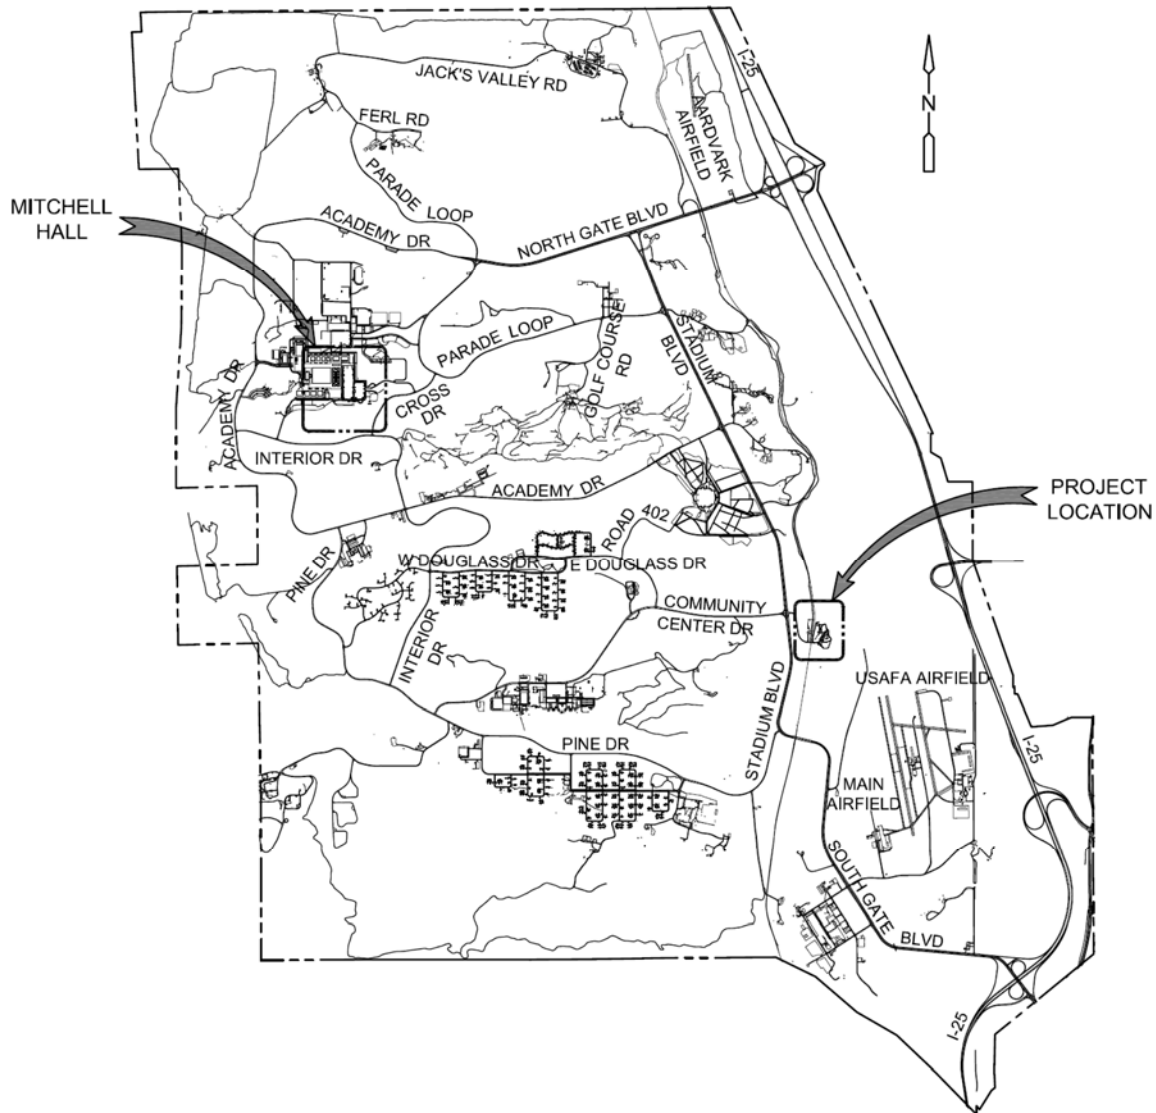 I-25
JACK'S VALLEY RD
N
AARDVARK
AIRFIELD
FERL RD
PARADE LOOP
MITCHELL
HALL
ACADEMY DR
NORTH GATE BLVD
PARADE LOOP
GOLF COURSE
RD
STADIUM
BLVD
ACADEMY DR
CROSS
DR
INTERIOR DR
ACADEMY DR
PROJECT
LOCATION
ROAD 402
PINE DR
W DOUGLASS DR
E DOUGLASS DR
COMMUNITY
CENTER DR
INTERIOR
DR
USAFA AIRFIELD
STADIUM BLVD
PINE DR
I-25
MAIN
AIRFIELD
SOUTH GATE
BLVD
I-25